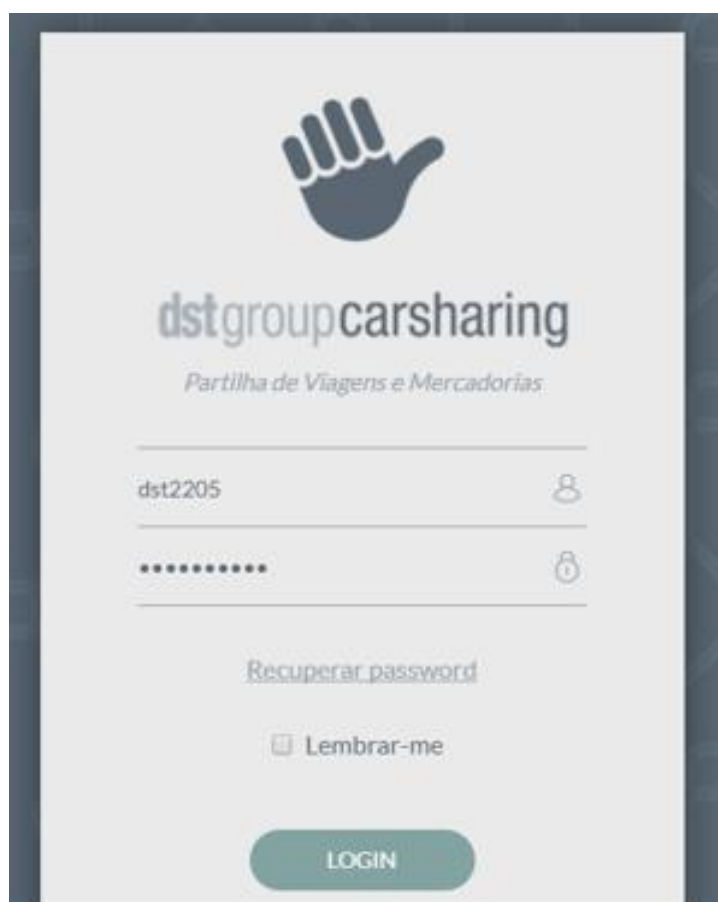 dstgroupcarsharing
Partilha de Viagens e Mercadorias
dst2205
••••••••••
Recuperar password
Lembrar-me
LOGIN